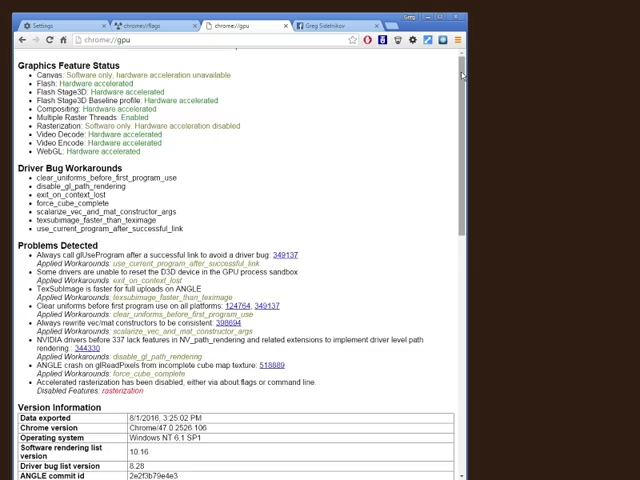 Greg
Settings
chrome://flags
chrome://gpu
Greg Sidelnikov
chrome://gpu
Graphics Feature Status
Canvas: Software only, hardware acceleration unavailable
Flash: Hardware accelerated
Flash Stage3D: Hardware accelerated
Flash Stage3D Baseline profile: Hardware accelerated
Compositing: Hardware accelerated
Multiple Raster Threads: Enabled
Rasterization: Software only. Hardware acceleration disabled
Video Decode: Hardware accelerated
Video Encode: Hardware accelerated
WebGL: Hardware accelerated
Driver Bug Workarounds
clear_uniforms_before_first_program_use
disable_gl_path_rendering
exit_on_context_lost
force_cube_complete
scalarize_vec_and_mat_constructor_args
texsubimage_faster_than_teximage
use_current_program_after_successful_link
Problems Detected
Always call glUseProgram after a successful link to avoid a driver bug: 349137
Applied Workarounds: use_current_program_after_successful_link
Some drivers are unable to reset the D3D device in the GPU process sandbox
Applied Workarounds: exit_on_context_lost
TexSubImage is faster for full uploads on ANGLE
Applied Workarounds: texsubimage_faster_than_teximage
Clear uniforms before first program use on all platforms: 124764, 349137
Applied Workarounds: clear_uniforms_before_first_program_use
Always rewrite vec/mat constructors to be consistent: 398694
Applied Workarounds: scalarize_vec_and_mat_constructor_args
NVIDIA drivers before 337 lack features in NV_path_rendering and related extensions to implement driver level path
rendering.: 344330
Applied Workarounds: disable_gl_path_rendering
ANGLE crash on glReadPixels from incomplete cube map texture: 518889
Applied Workarounds: force_cube_complete
Accelerated rasterization has been disabled, either via about:flags or command line.
Disabled Features: rasterization
Version Information
Data exported 8/1/2016, 3:25:02 PM
Chrome version Chrome/47.0.2526.106
Operating system Windows NT 6.1 SP1
Software rendering list
version 10.16
Driver bug list version 8.28
ANGLE commit id 2e2f3b79e4e3